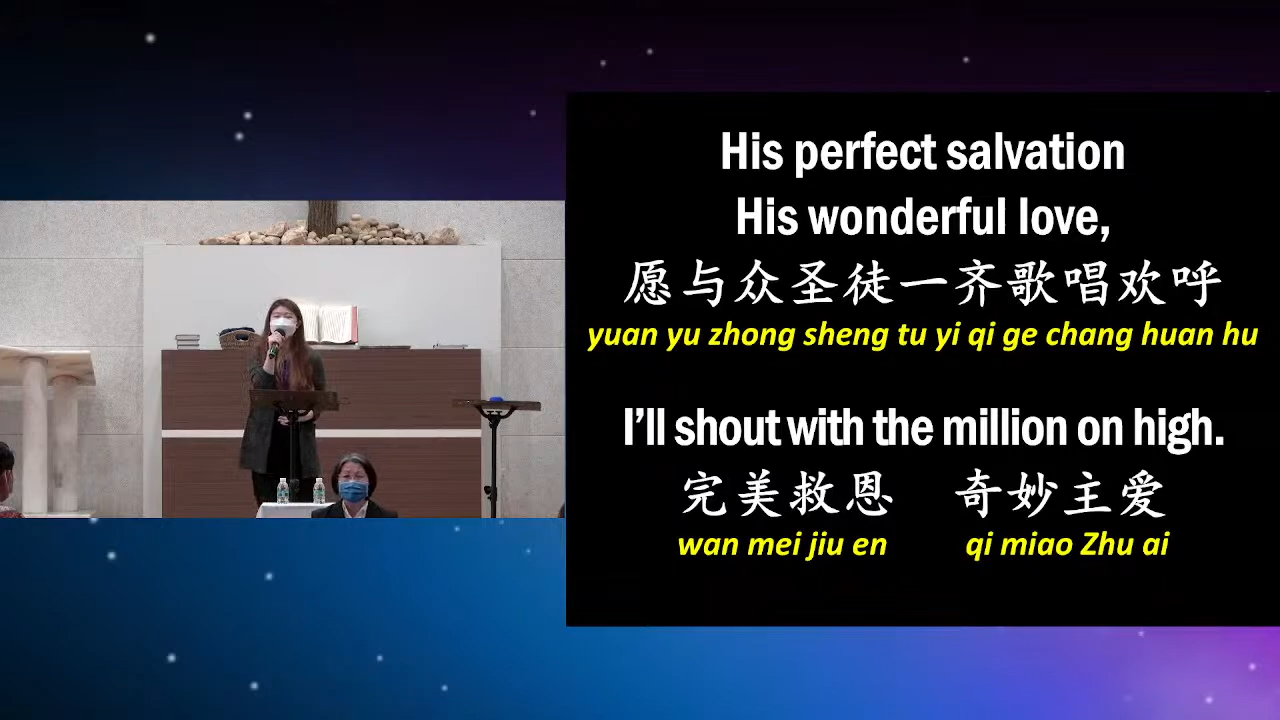 His perfect salvation
His wonderful love,
愿与众圣徒一齐歌唱欢呼
yuan yu zhong sheng tu yi qi ge chang huan hu
I'll shout with the million on high.
完美救恩 奇妙主爱
wan mei jiu en qi miao Zhu ai